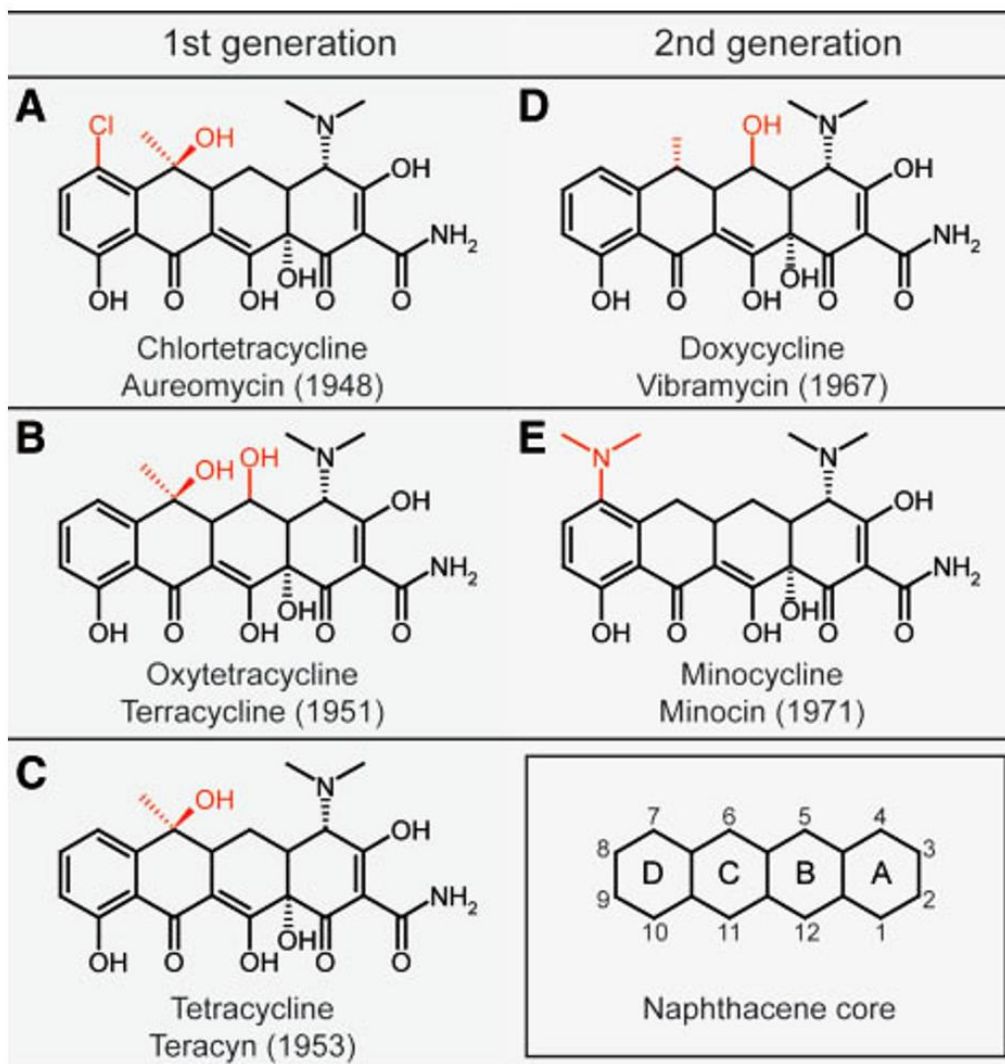 1st generation
2nd generation
A
Cl
OH
N
OH
NH2
OH
O
OH
OH
O
O
Chlortetracycline
Aureomycin (1948)
D
OH
N
OH
NH2
OH
O
OH
OH
O
O
Doxycycline
Vibramycin (1967)
B
OH
OH
N
OH
NH2
OH
O
OH
OH
O
O
Oxytetracycline
Terracycline (1951)
E
N
N
OH
NH2
OH
O
OH
OH
O
O
Minocycline
Minocin (1971)
C
OH
N
OH
NH2
OH
O
OH
OH
O
O
Tetracycline
Teracyn (1953)
7 6 5 4
8 3
D C B A
9 2
10 11 12 1
Naphthacene core